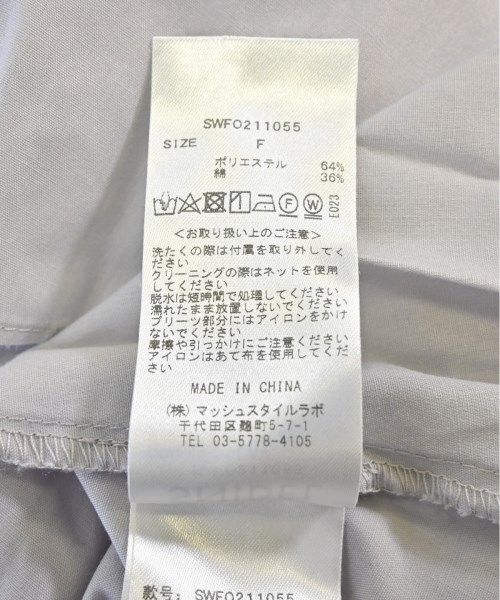 SWFO211055
SIZE F
ポリエステル 64%
綿 36%
E023
<お取り扱い上のご注意>
洗たくの際は付属を取り外してく
ださい
クリーニングの際はネットを使用
してください
脱水は短時間で処理してください
濡れたまま放置しないでください
プリーツ部分にはアイロンをかけ
ないでください
摩擦や引っかけにご注意ください
アイロンはあて布を使用してくだ
さい
MADE IN CHINA
(株) マッシュスタイルラボ
千代田区麹町5-7-1
TEL 03-5778-4105
款号: SWFO211055